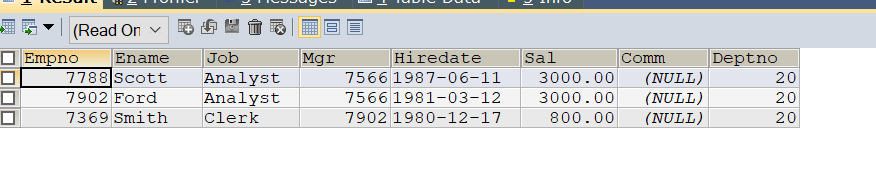 1 Result 2 Profiler 3 Messages 4 Table Data 5 Info
(Read On
Empno Ename Job Mgr Hiredate Sal Comm Deptno
7788 Scott Analyst 7566 1987-06-11 3000.00 (NULL) 20
7902 Ford Analyst 7566 1981-03-12 3000.00 (NULL) 20
7369 Smith Clerk 7902 1980-12-17 800.00 (NULL) 20